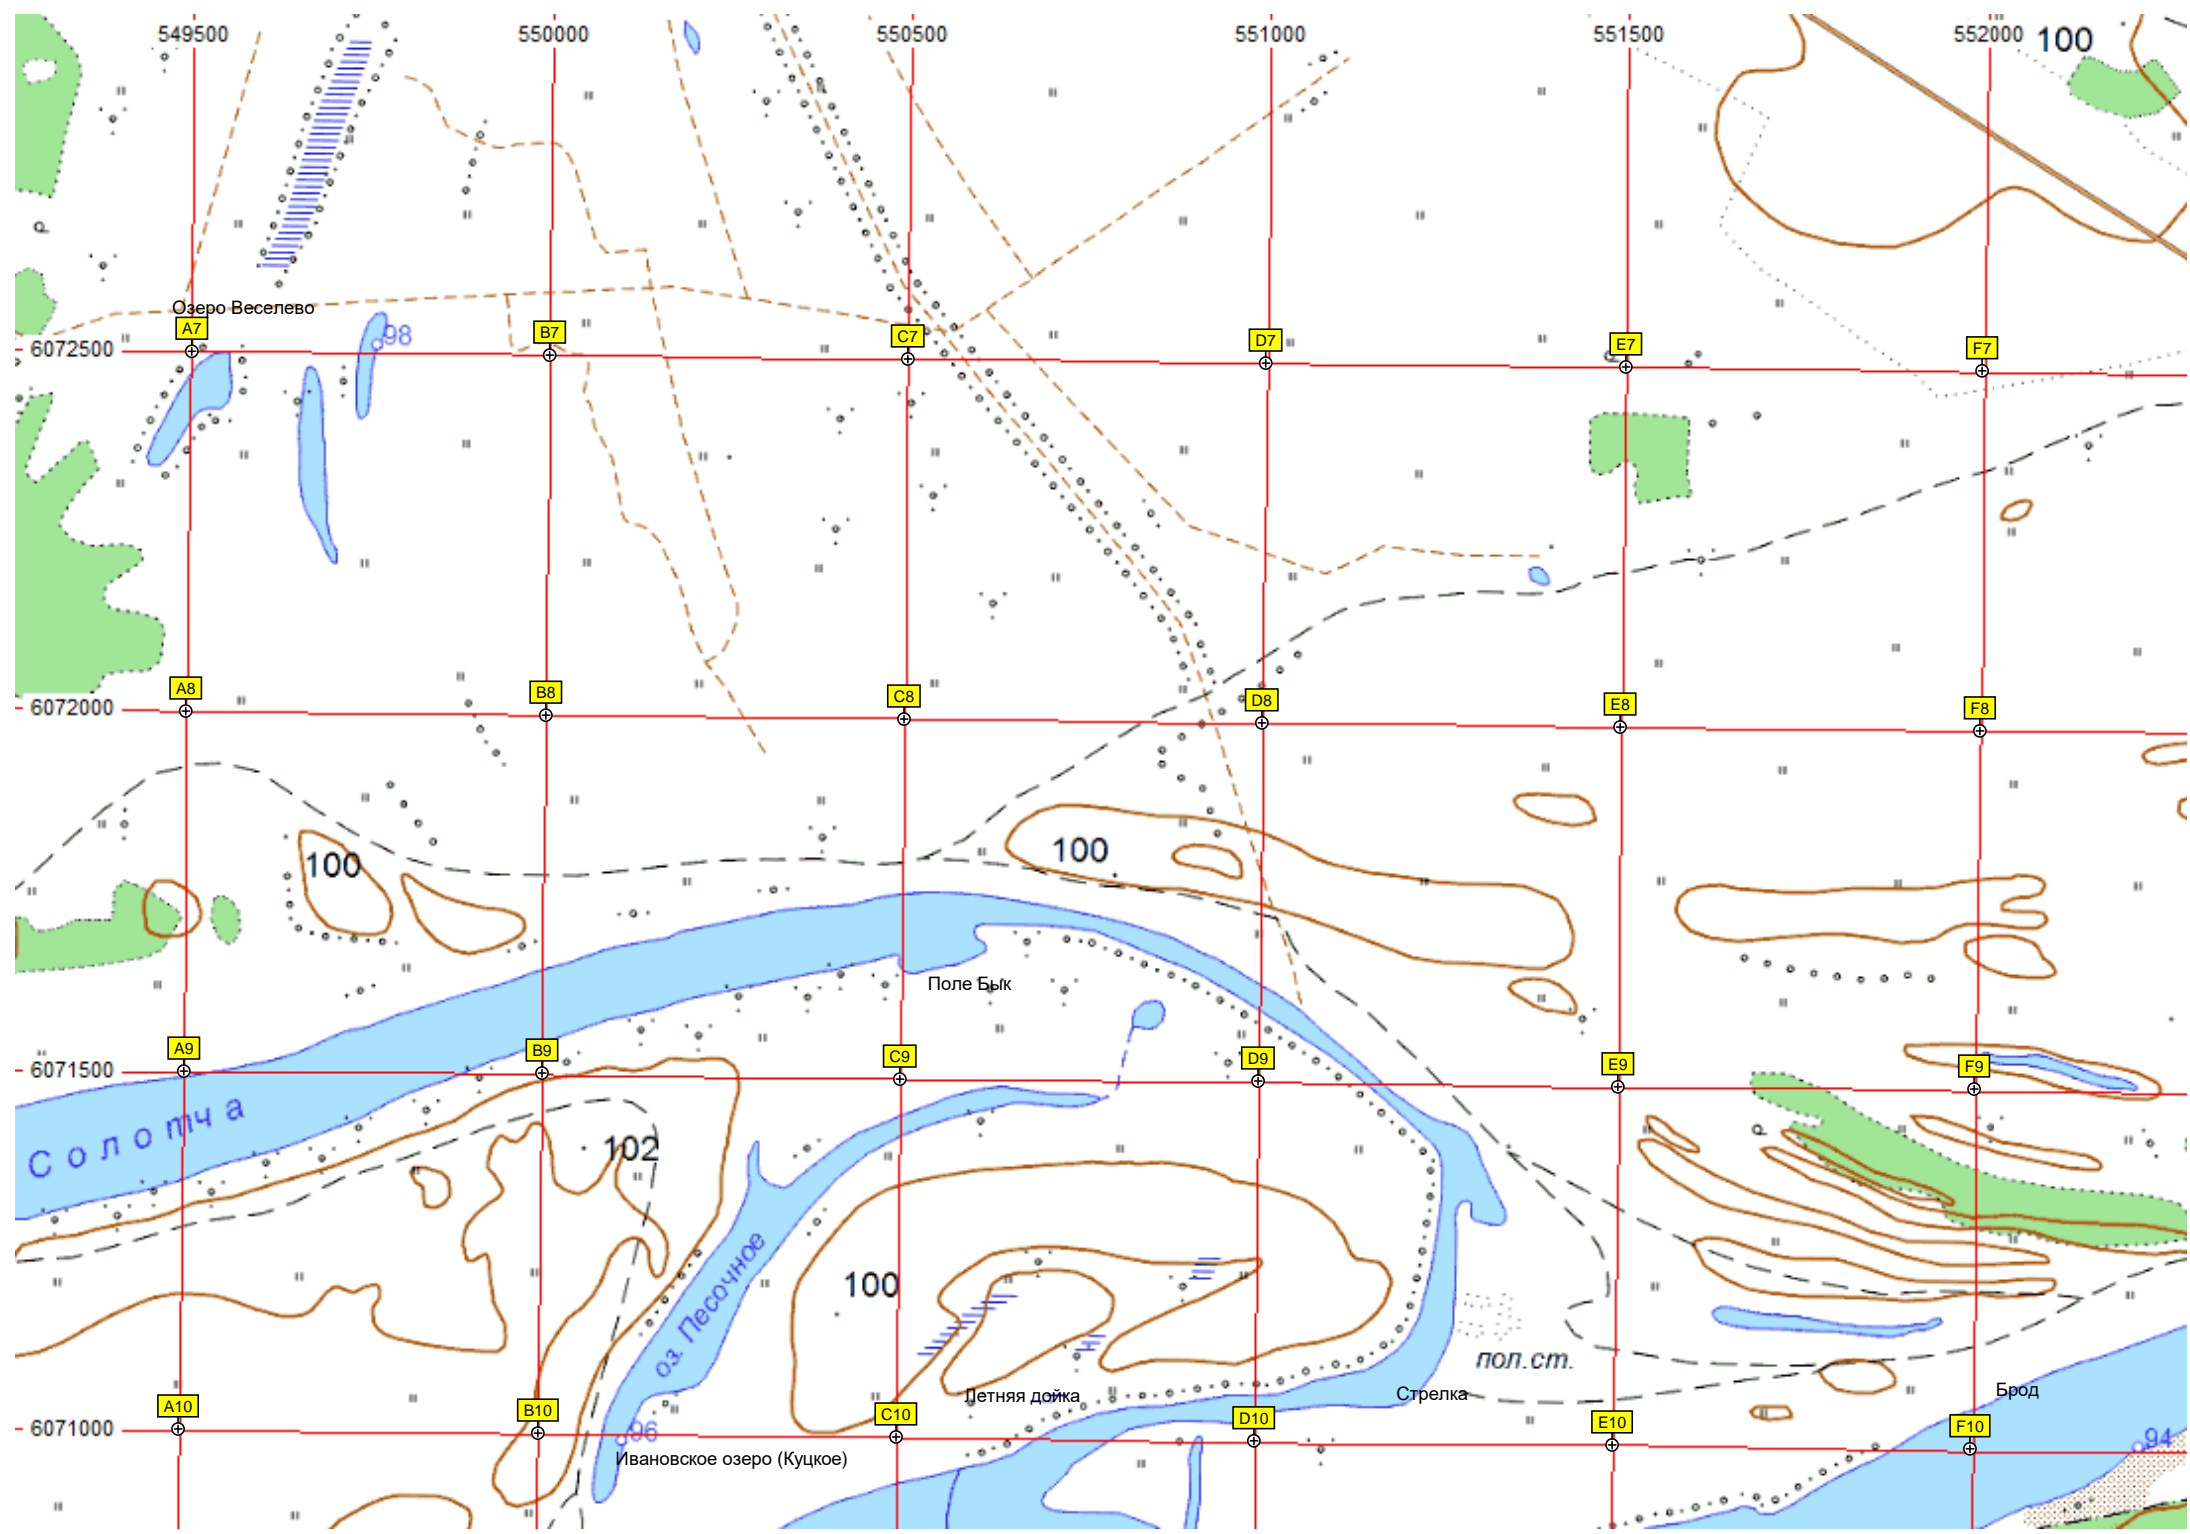 549500 550000 550500 551000 551500 552000 100
Озеро Веселево
A7 B7 C7 D7 E7 F7
98
6072500
A8 B8 C8 D8 E8 F8
6072000
100 100
Поле Бык
A9 B9 C9 D9 E9 F9
6071500
Солотча
102
оз. Песочное
100
пол.ст.
Летняя дойка Стрелка Брод
A10 B10 C10 D10 E10 F10
6071000
96 94
Ивановское озеро (Куцкое)